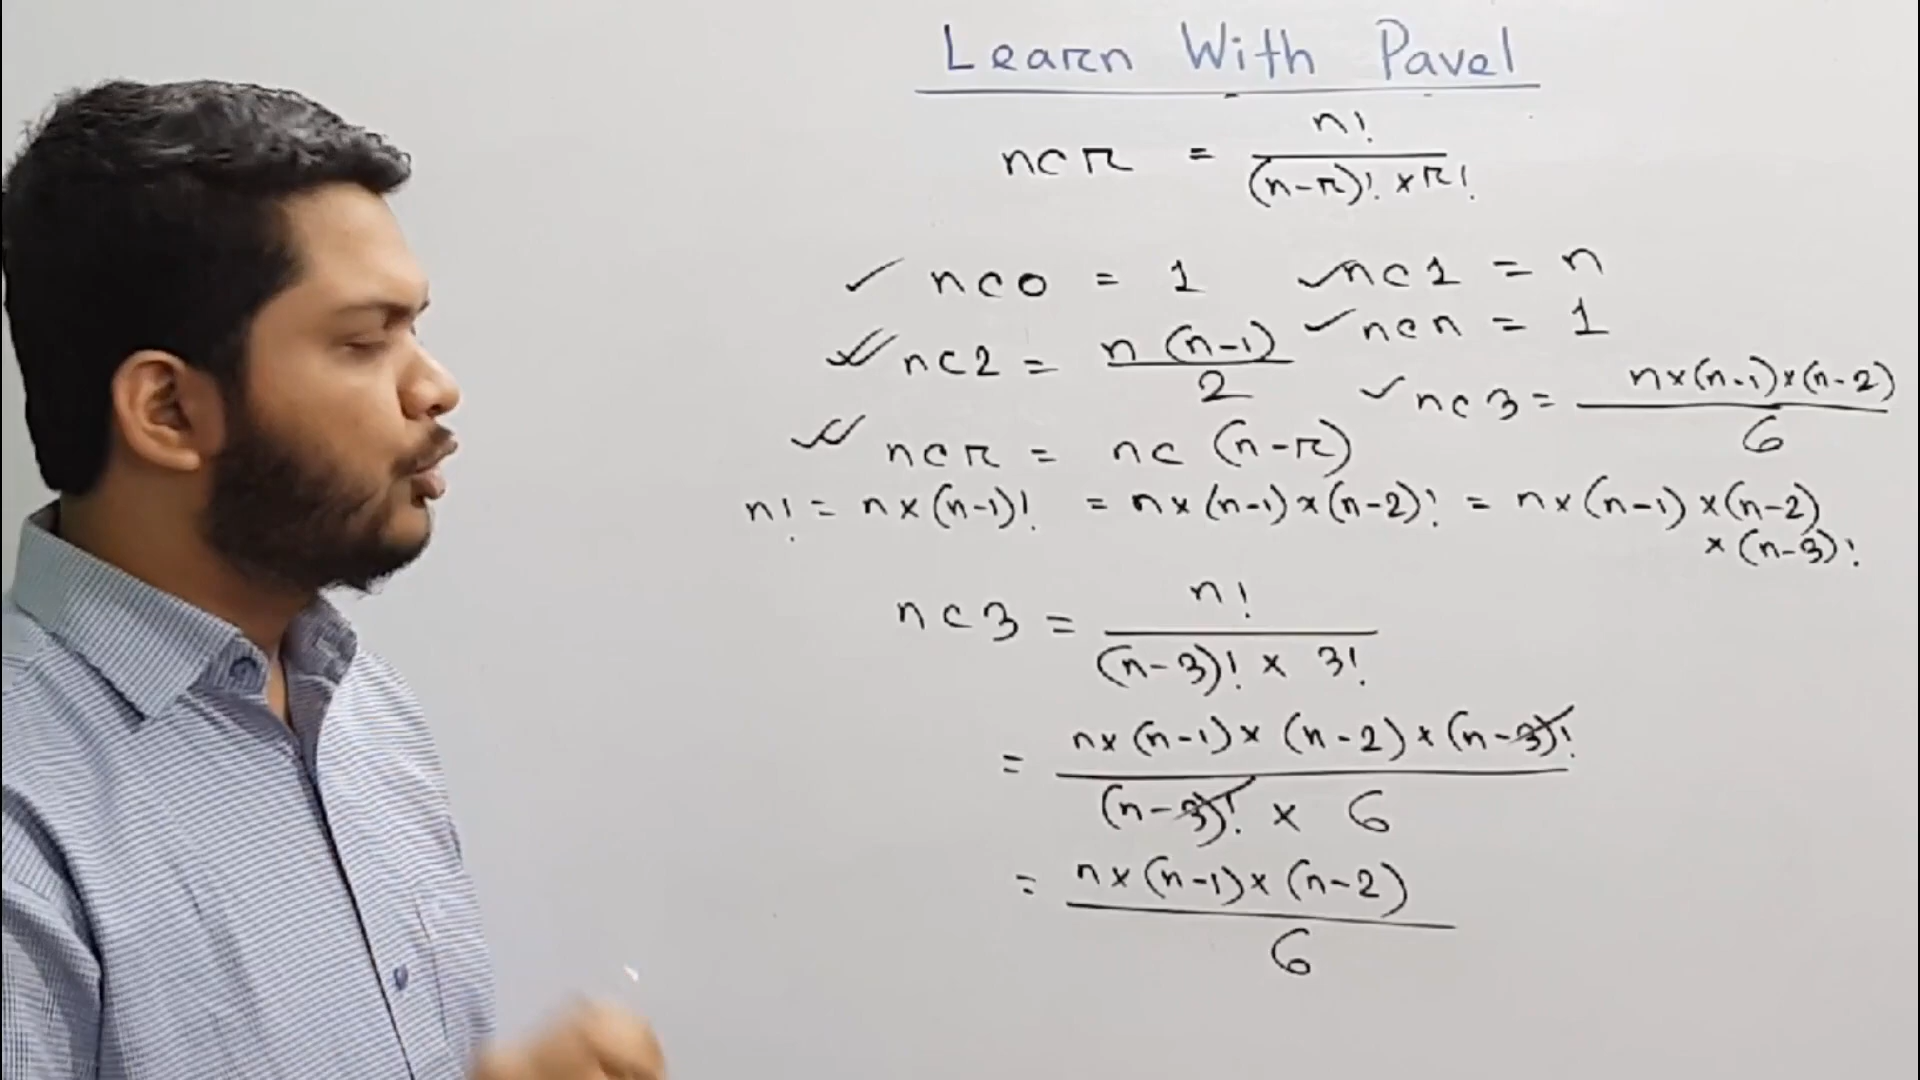 Learn With Pavel
ncr = n! / (n-r)! × r!
nc0 = 1
nc1 = n
ncn = 1
nc2 = n (n-1) / 2
nc3 = n×(n-1)×(n-2) / 6
ncr = nc (n-r)
n! = n×(n-1)! = n×(n-1)×(n-2)! = n×(n-1)×(n-2)
×(n-3)!
nc3 = n! / (n-3)! × 3!
= n×(n-1)×(n-2)×(n-3)! / (n-3)! × 6
= n×(n-1)×(n-2) / 6